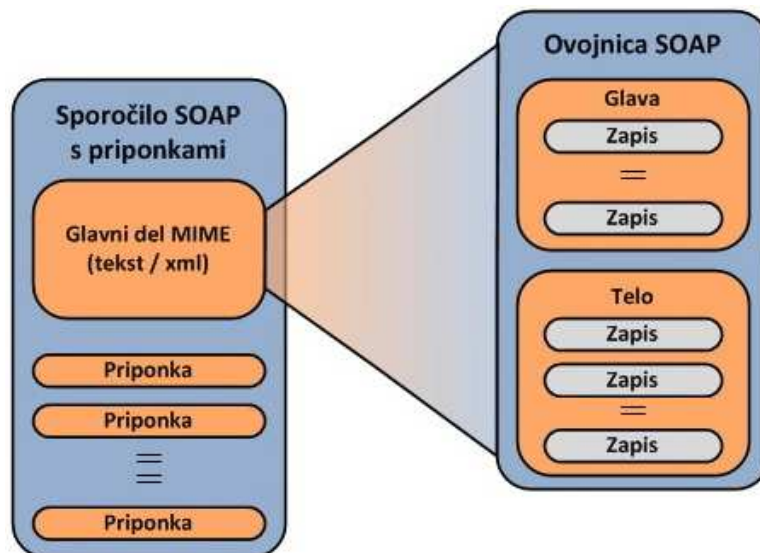 Sporočilo SOAP
s priponkami
Glavni del MIME
(tekst / xml)
Priponka
Priponka
Priponka
Ovojnica SOAP
Glava
Zapis
Zapis
Telo
Zapis
Zapis
Zapis